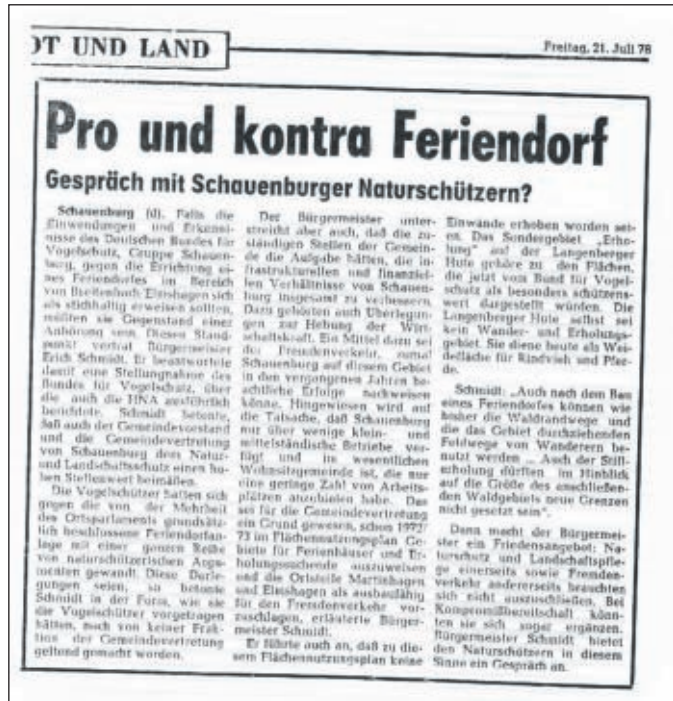 OT UND LAND
Freitag, 21. Juli 78
Pro und kontra Feriendorf
Gespräch mit Schauenburger Naturschützern?
Schauenburg (d). Falls die
Einwendungen und Erkennt-
nisse des Deutschen Bundes für
Vogelschutz, Gruppe Schauen-
burg, gegen die Errichtung ei-
nes Feriendorfes im Bereich
von Breitenbach/Elmshagen sich
als stichhaltig erweisen sollten,
müßten sie Gegenstand einer
Anhörung sein. Diesen Stand-
punkt vertrat Bürgermeister
Erich Schmidt. Er beantwortete
damit eine Stellungnahme des
Bundes für Vogelschutz, über
die auch die HNA ausführlich
berichtete. Schmidt betonte,
daß auch der Gemeindevorstand
und die Gemeindevertretung
von Schauenburg dem Natur-
und Landschaftsschutz einen ho-
hen Stellenwert beimäßen.
Die Vogelschützer hatten sich
gegen die von der Mehrheit
des Ortsparlaments grundsätz-
lich beschlossene Feriendorfan-
lage mit einer ganzen Reihe
von naturschützerischen Argu-
menten gewandt. Diese Darle-
gungen seien, so betonte
Schmidt in der Form, wie sie
die Vogelschützer vorgetragen
hätten, noch von keiner Frak-
tion der Gemeindevertretung
geltend gemacht worden.
Der Bürgermeister unter-
streicht aber auch, daß die zu-
ständigen Stellen der Gemein-
de die Aufgabe hätten, die in-
frastrukturellen und finanziel-
len Verhältnisse von Schauen-
burg insgesamt zu verbessern.
Dazu gehörten auch Überlegun-
gen zur Hebung der Wirt-
schaftskraft. Ein Mittel dazu sei
der Fremdenverkehr, zumal
Schauenburg auf diesem Gebiet
in den vergangenen Jahren be-
achtliche Erfolge nachweisen
könne. Hingewiesen wird auf
die Tatsache, daß Schauenburg
nur über wenige klein- und
mittelständische Betriebe ver-
fügt und im wesentlichen
Wohnsitzgemeinde ist, die nur
eine geringe Zahl von Arbeits-
plätzen anzubieten habe. Das
sei für die Gemeindevertretung
ein Grund gewesen, schon 1972/
73 im Flächennutzungsplan Ge-
biete für Ferienhäuser und Er-
holungssuchende auszuweisen
und die Ortsteile Martinhagen
und Elmshagen als ausbaufähig
für den Fremdenverkehr vor-
zuschlagen, erläuterte Bürger-
meister Schmidt.
Er führte auch an, daß zu die-
sem Flächennutzungsplan keine
Einwände erhoben worden sei-
en. Das Sondergebiet „Erho-
lung" auf der Langenberger
Hute gehöre zu den Flächen,
die jetzt vom Bund für Vogel-
schutz als besonders schützens-
wert dargestellt würden. Die
Langenberger Hute selbst sei
kein Wander- und Erholungs-
gebiet. Sie diene heute als Wei-
defläche für Rindvieh und Pfer-
de.
Schmidt: „Auch nach dem Bau
eines Feriendorfes können wie
bisher die Waldrandwege und
die das Gebiet durchziehenden
Feldwege von Wanderern be-
nutzt werden ... Auch der Still-
erholung dürften im Hinblick
auf die Größe des anschließen-
den Waldgebiets neue Grenzen
nicht gesetzt sein".
Dann macht der Bürgermei-
ster ein Friedensangebot: Na-
turschutz und Landschaftspfle-
ge einerseits sowie Fremden-
verkehr andererseits brauchten
sich nicht auszuschließen. Bei
Kompromißbereitschaft könn-
ten sie sich sogar ergänzen.
Bürgermeister Schmidt bietet
den Naturschützern in diesem
Sinne ein Gespräch an.